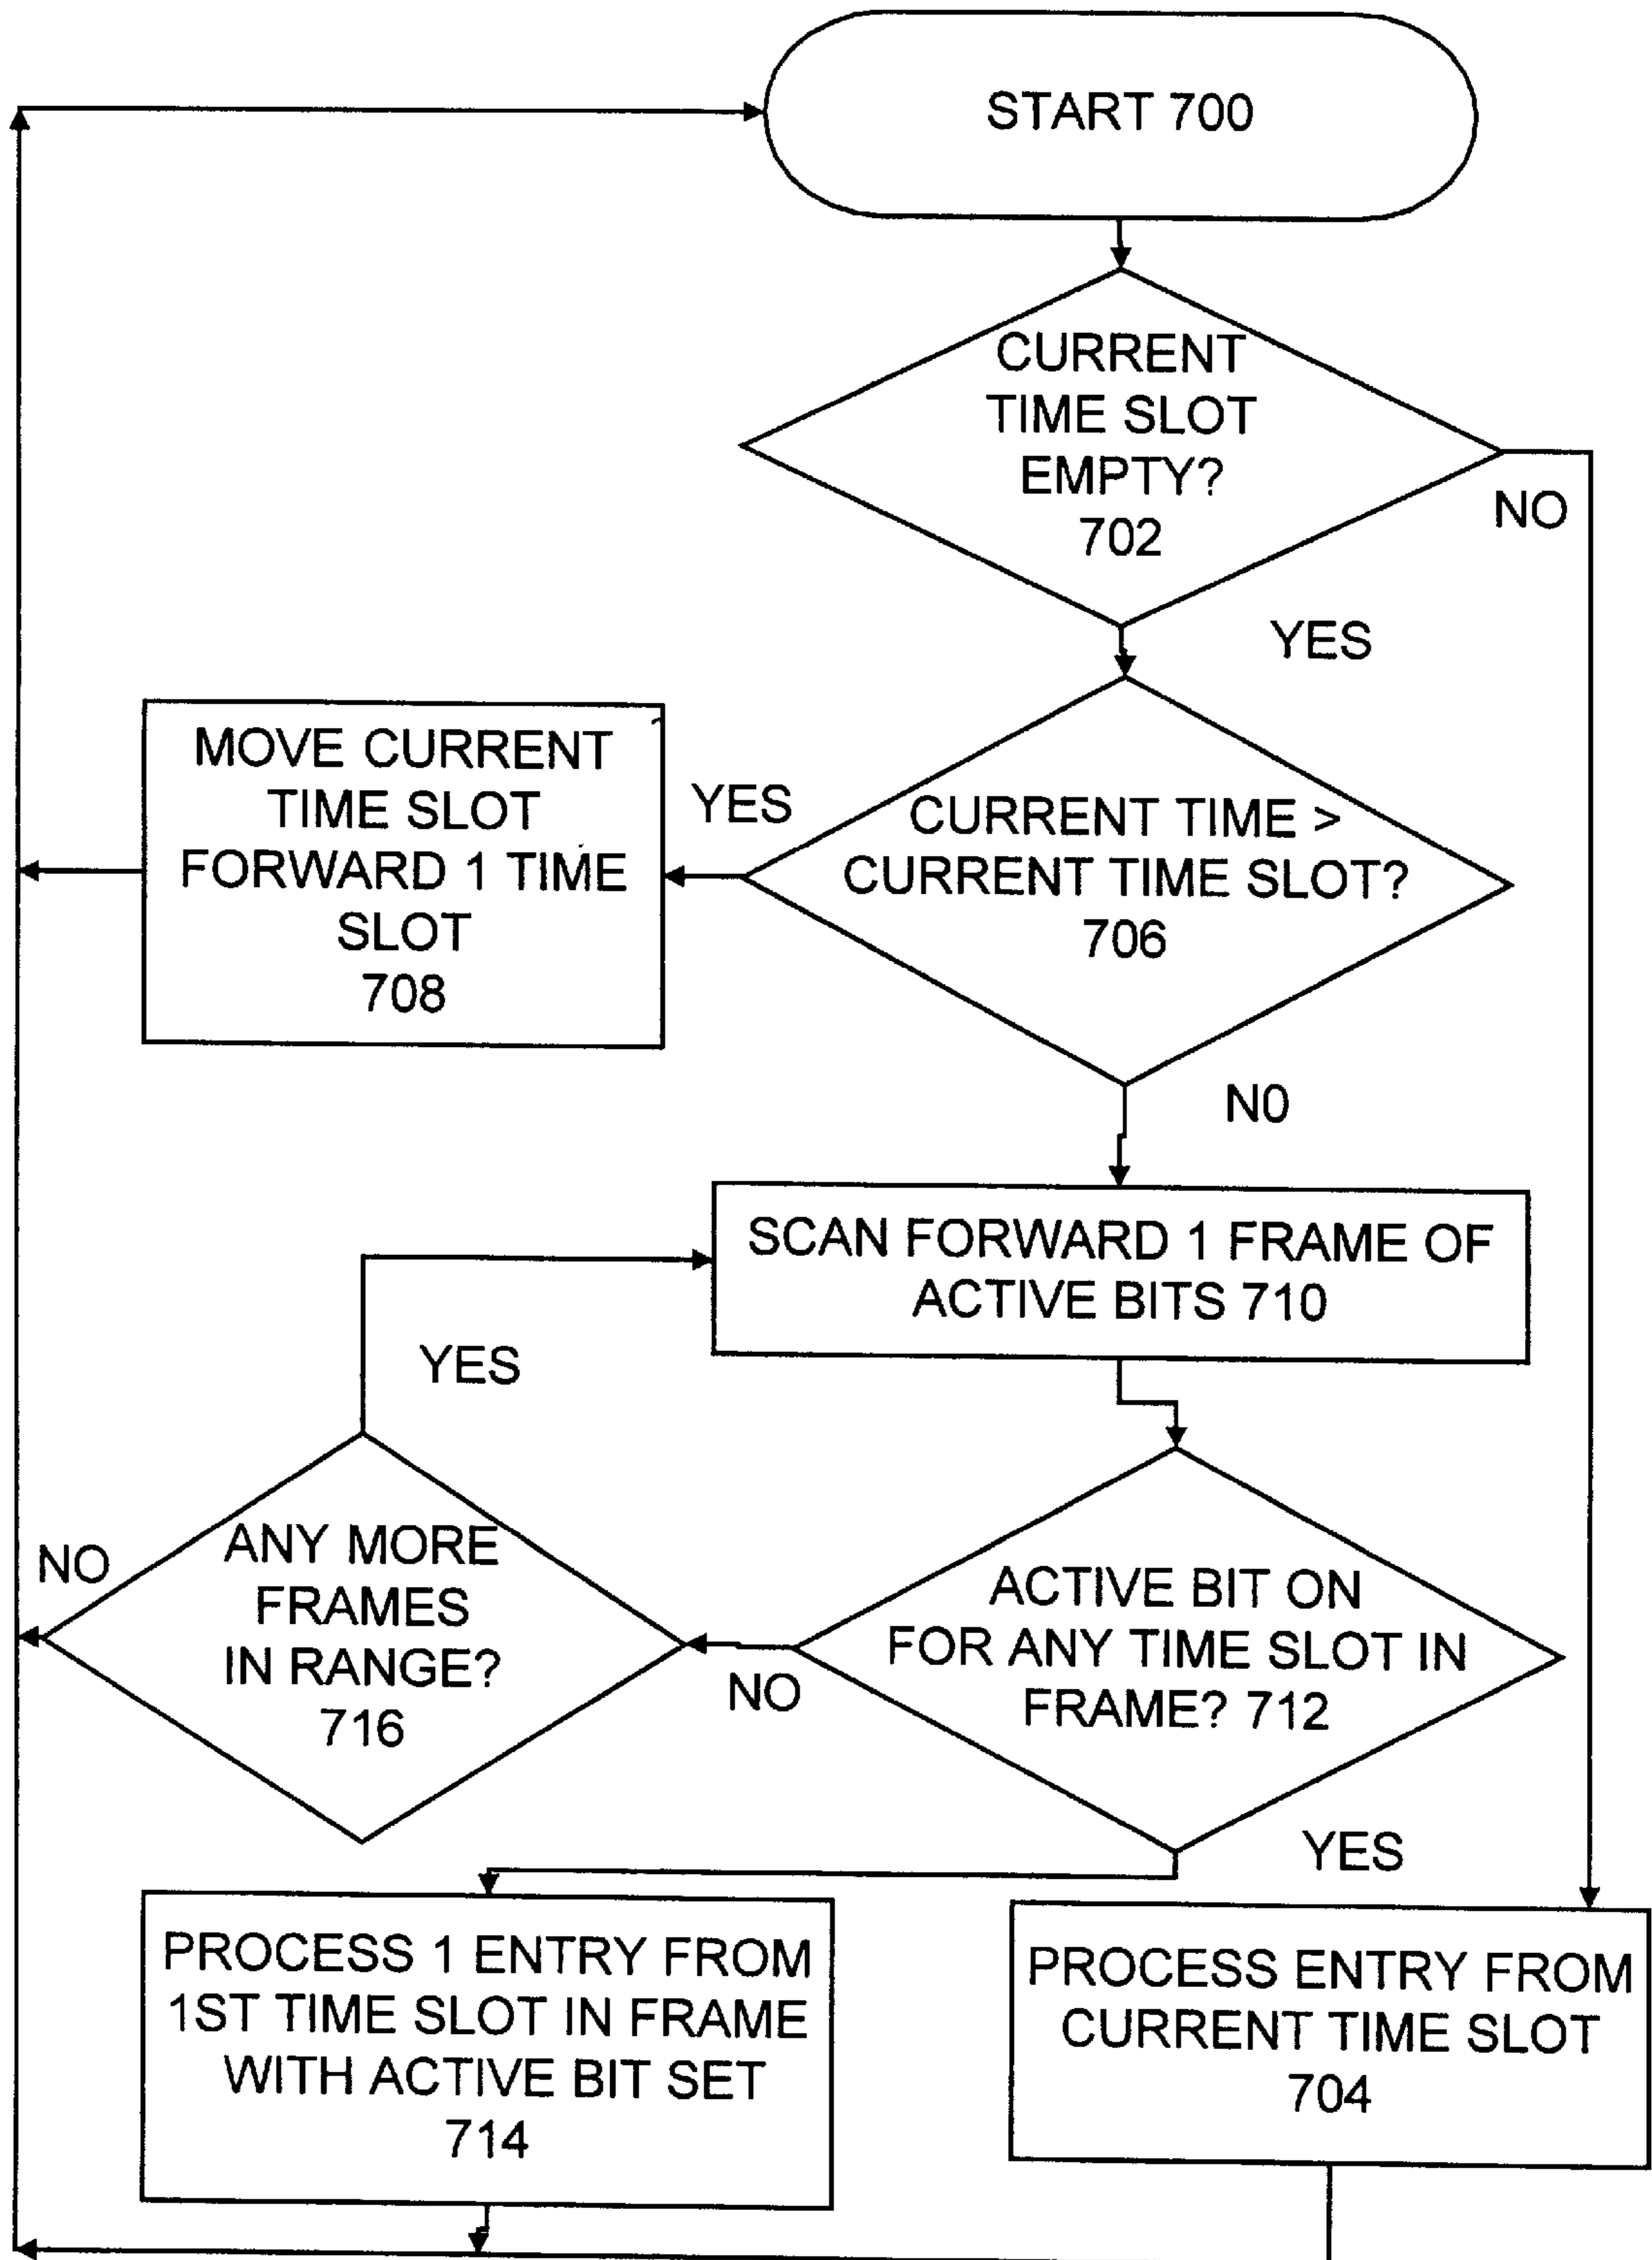 START 700
CURRENT
TIME SLOT
EMPTY?
702
NO
YES
MOVE CURRENT
TIME SLOT
FORWARD 1 TIME
SLOT
708
YES
CURRENT TIME >
CURRENT TIME SLOT?
706
N0
SCAN FORWARD 1 FRAME OF
ACTIVE BITS 710
YES
NO
ANY MORE
FRAMES
IN RANGE?
716
NO
ACTIVE BIT ON
FOR ANY TIME SLOT IN
FRAME? 712
YES
PROCESS 1 ENTRY FROM
1ST TIME SLOT IN FRAME
WITH ACTIVE BIT SET
714
PROCESS ENTRY FROM
CURRENT TIME SLOT
704